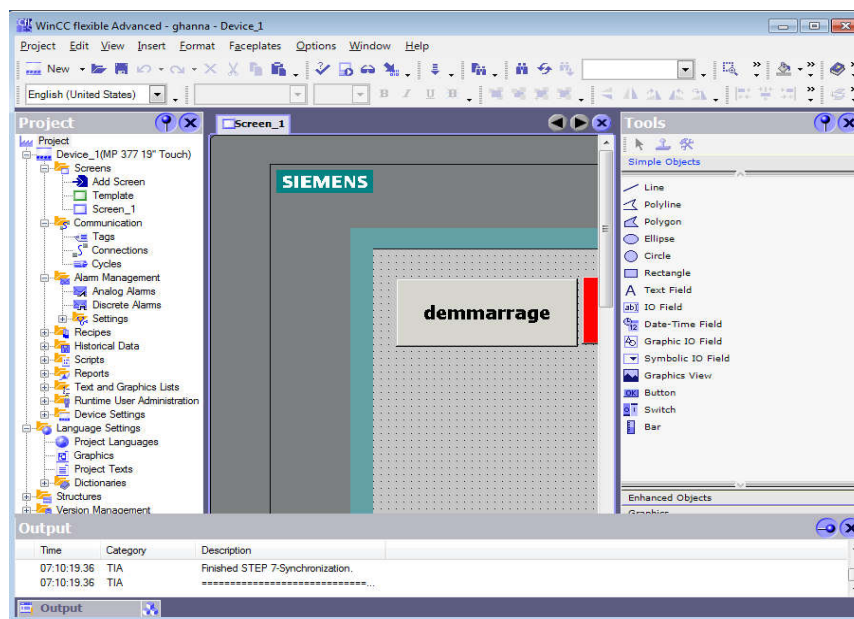 WinCC flexible Advanced - ghanna - Device_1
Project Edit View Insert Format Faceplates Options Window Help
New
English (United States)
B I U
Project
Screen_1
Tools
Project
Device_1(MP 377 19" Touch)
Screens
Add Screen
Template
Screen_1
Communication
Tags
Connections
Cycles
Alarm Management
Analog Alarms
Discrete Alarms
Settings
Recipes
Historical Data
Scripts
Reports
Text and Graphics Lists
Runtime User Administration
Device Settings
Language Settings
Project Languages
Graphics
Project Texts
Dictionaries
Structures
Version Management
SIEMENS
demmarrage
Simple Objects
Line
Polyline
Polygon
Ellipse
Circle
Rectangle
A Text Field
IO Field
Date-Time Field
Graphic IO Field
Symbolic IO Field
Graphics View
OK Button
Switch
Bar
Enhanced Objects
Graphics
Output
Time Category Description
07:10:19.36 TIA Finished STEP 7-Synchronization.
07:10:19.36 TIA ==============================...
Output